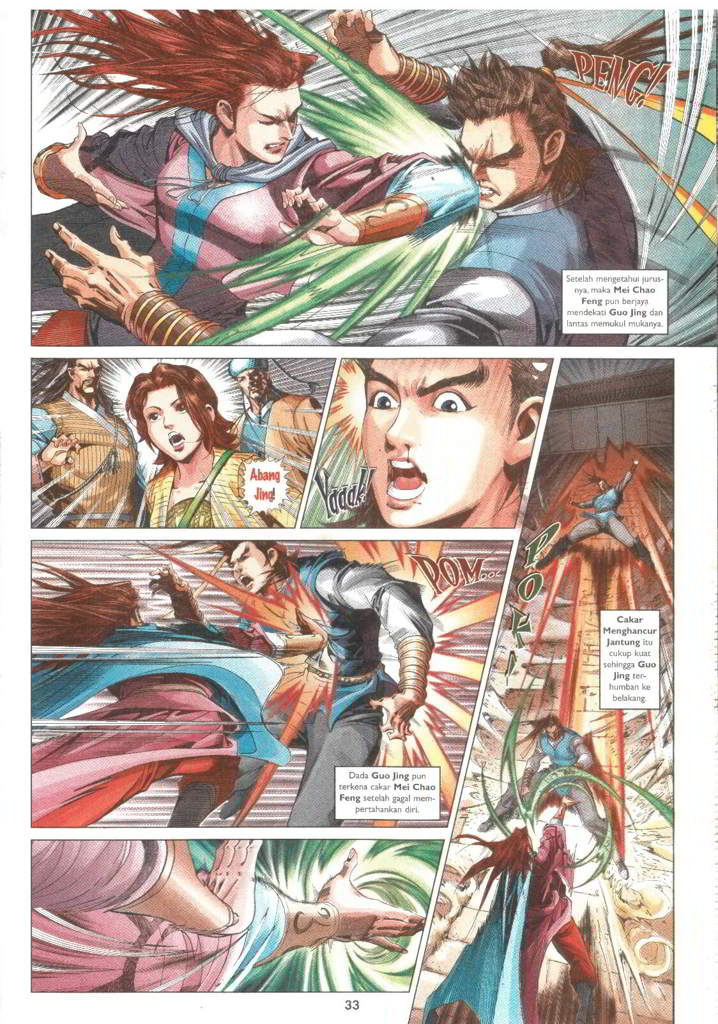 PENG!
Setelah mengetahui jurus-
nya, maka Mei Chao
Feng pun berjaya
mendekati Guo Jing dan
lantas memukul mukanya.
Abang
Jing!
Yaaa!!
POM...
Dada Guo Jing pun
terkena cakar Mei Chao
Feng setelah gagal mem-
pertahankan diri.
POK!
Cakar
Menghancur
Jantung itu
cukup kuat
sehingga Guo
Jing ter-
humban ke
belakang.
33